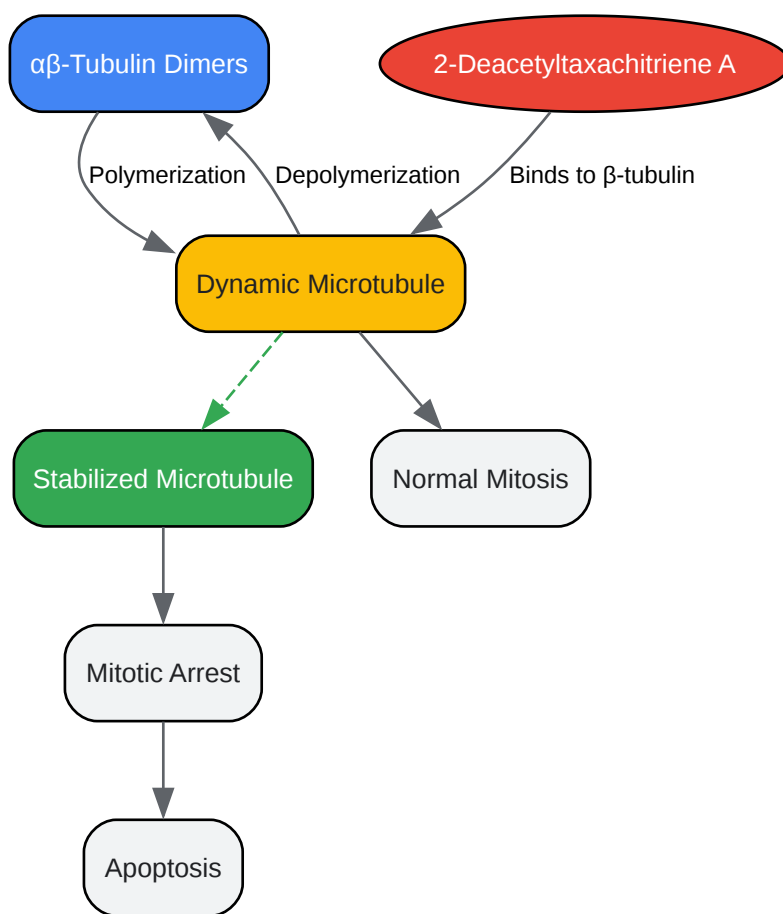 αβ-Tubulin Dimers
2-Deacetyltaxachitriene A
Polymerization
Depolymerization
Binds to β-tubulin
Dynamic Microtubule
Stabilized Microtubule
Normal Mitosis
Mitotic Arrest
Apoptosis